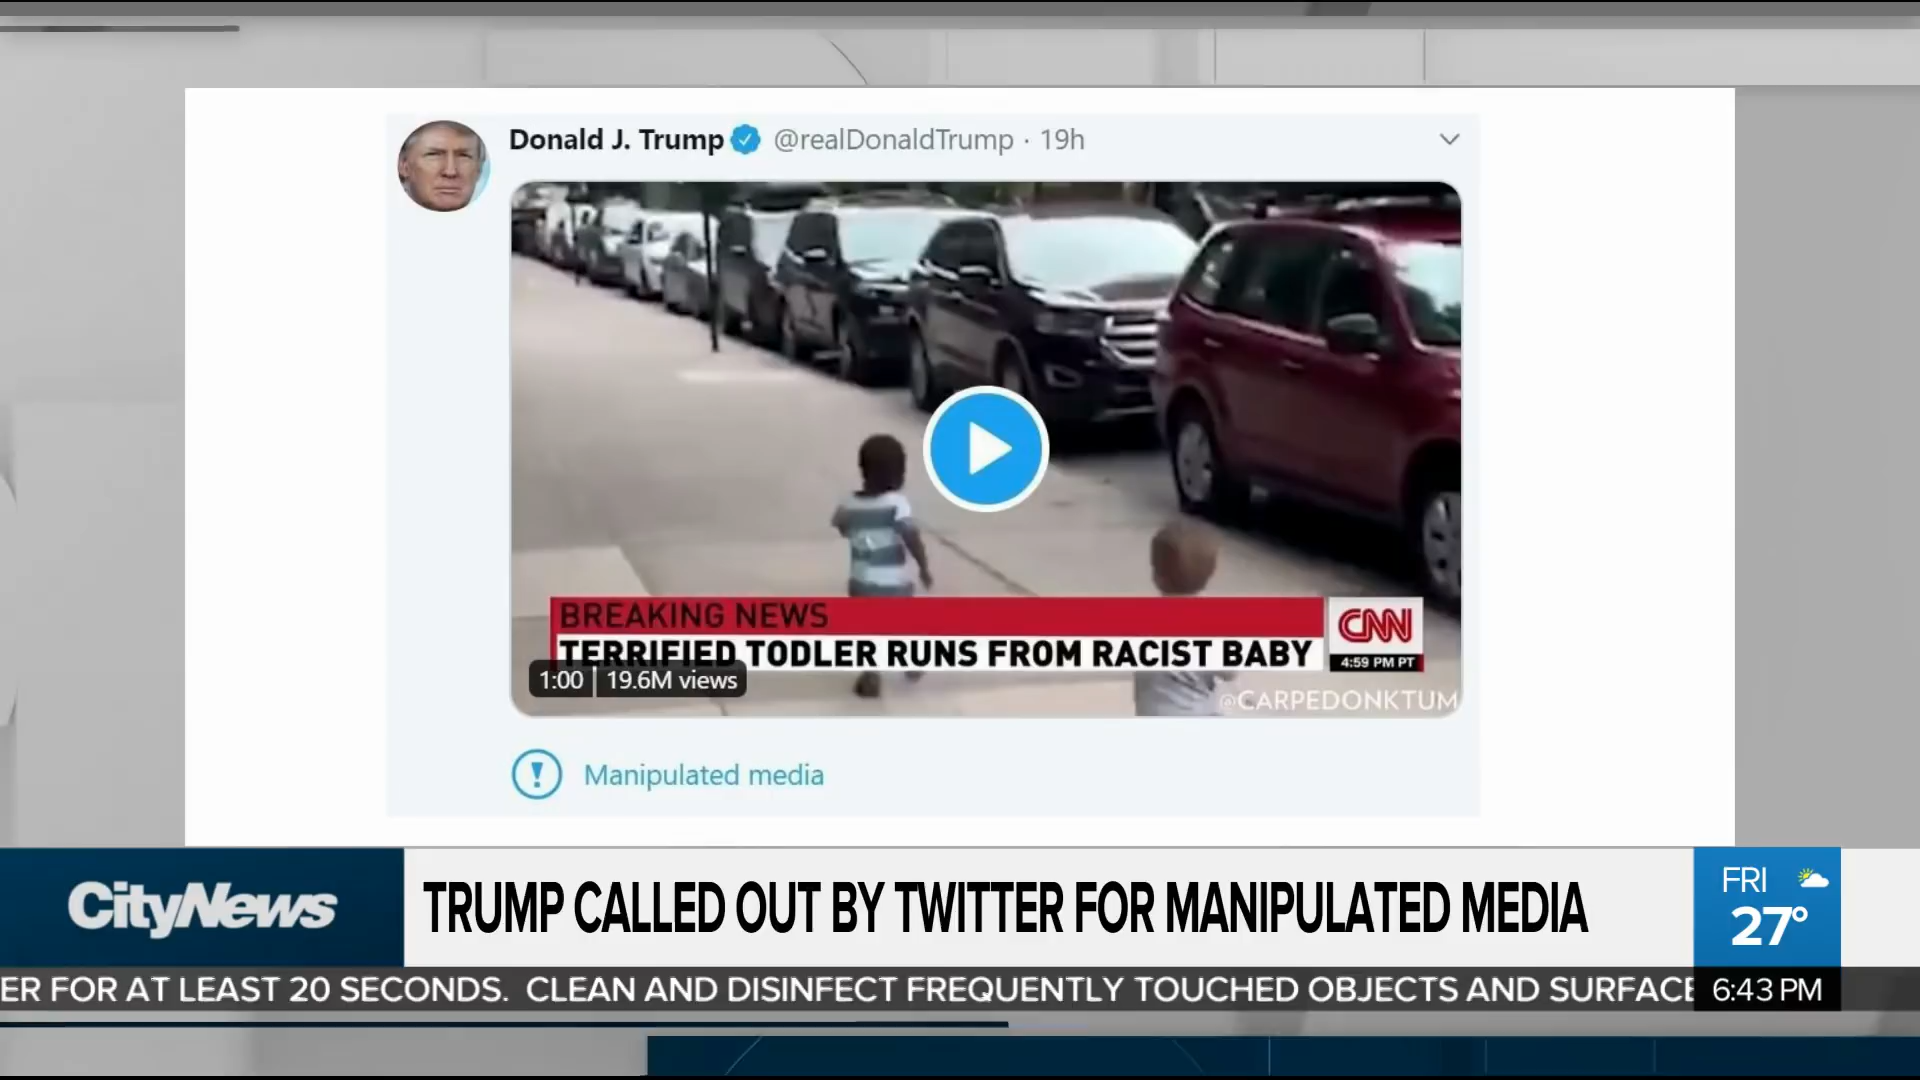 Donald J. Trump @realDonaldTrump · 19h
BREAKING NEWS
TERRIFIED TODLER RUNS FROM RACIST BABY
CNN
4:59 PM PT
1:00 19.6M views
@CARPEDONKTUM
! Manipulated media
CityNews
TRUMP CALLED OUT BY TWITTER FOR MANIPULATED MEDIA
FRI
27°
ER FOR AT LEAST 20 SECONDS. CLEAN AND DISINFECT FREQUENTLY TOUCHED OBJECTS AND SURFACE
6:43 PM